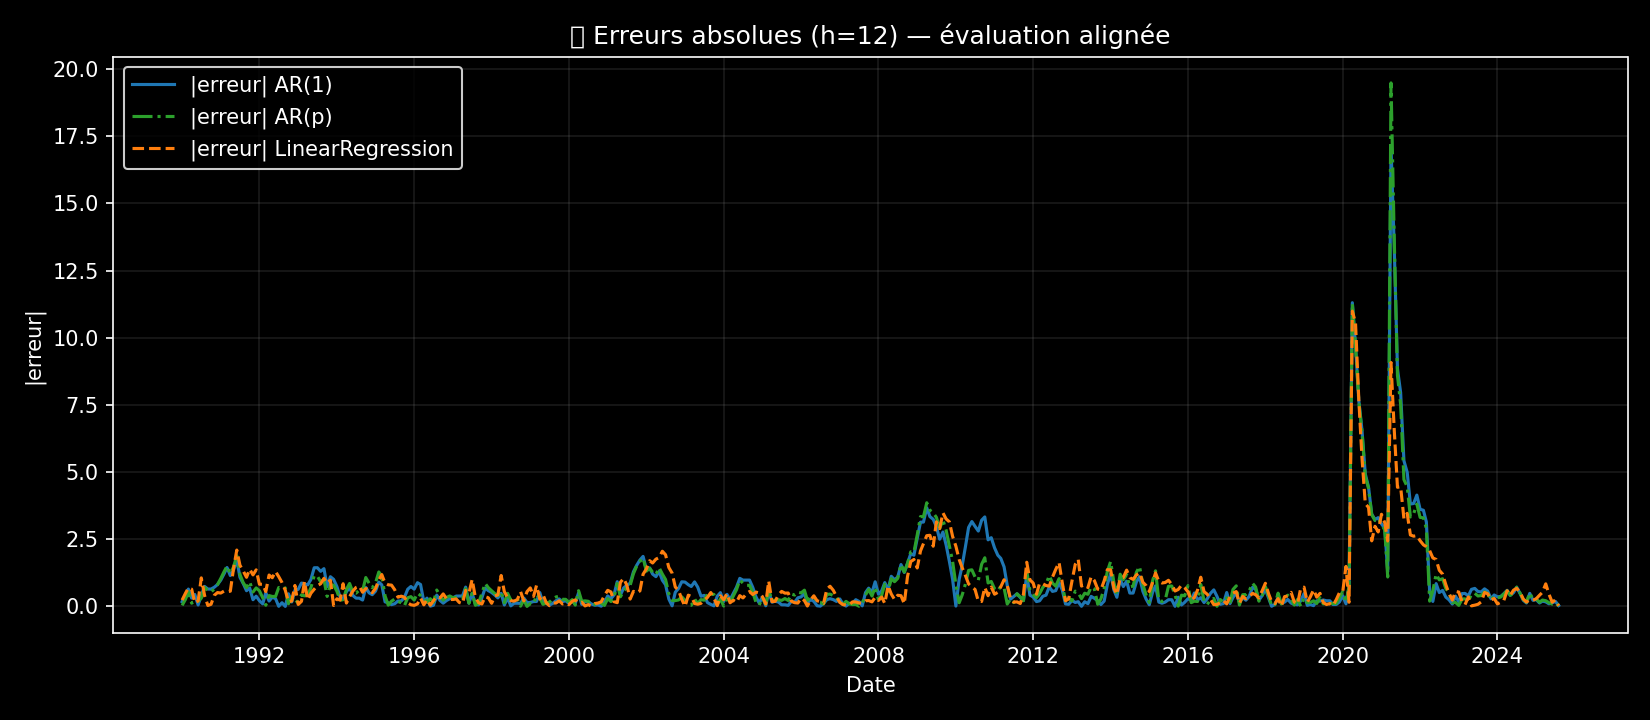 Erreurs absolues (h=12) — évaluation alignée
|erreur| AR(1)
|erreur| AR(p)
|erreur| LinearRegression
20.0
17.5
15.0
12.5
10.0
7.5
5.0
2.5
0.0
|erreur|
1992 1996 2000 2004 2008 2012 2016 2020 2024
Date